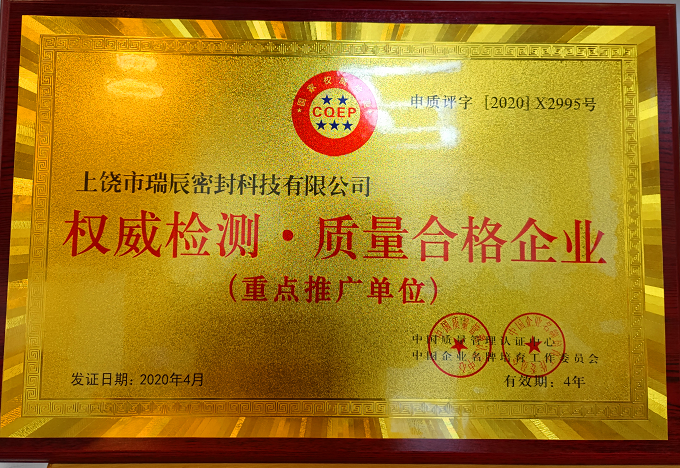 国家权威
CQEP
申质评字 [2020] X2995号
上饶市瑞辰密封科技有限公司
权威检测·质量合格企业
(重点推广单位)
中国质量管理认证中心
中国企业名牌培育工作委员会
发证日期: 2020年4月
有效期: 4年